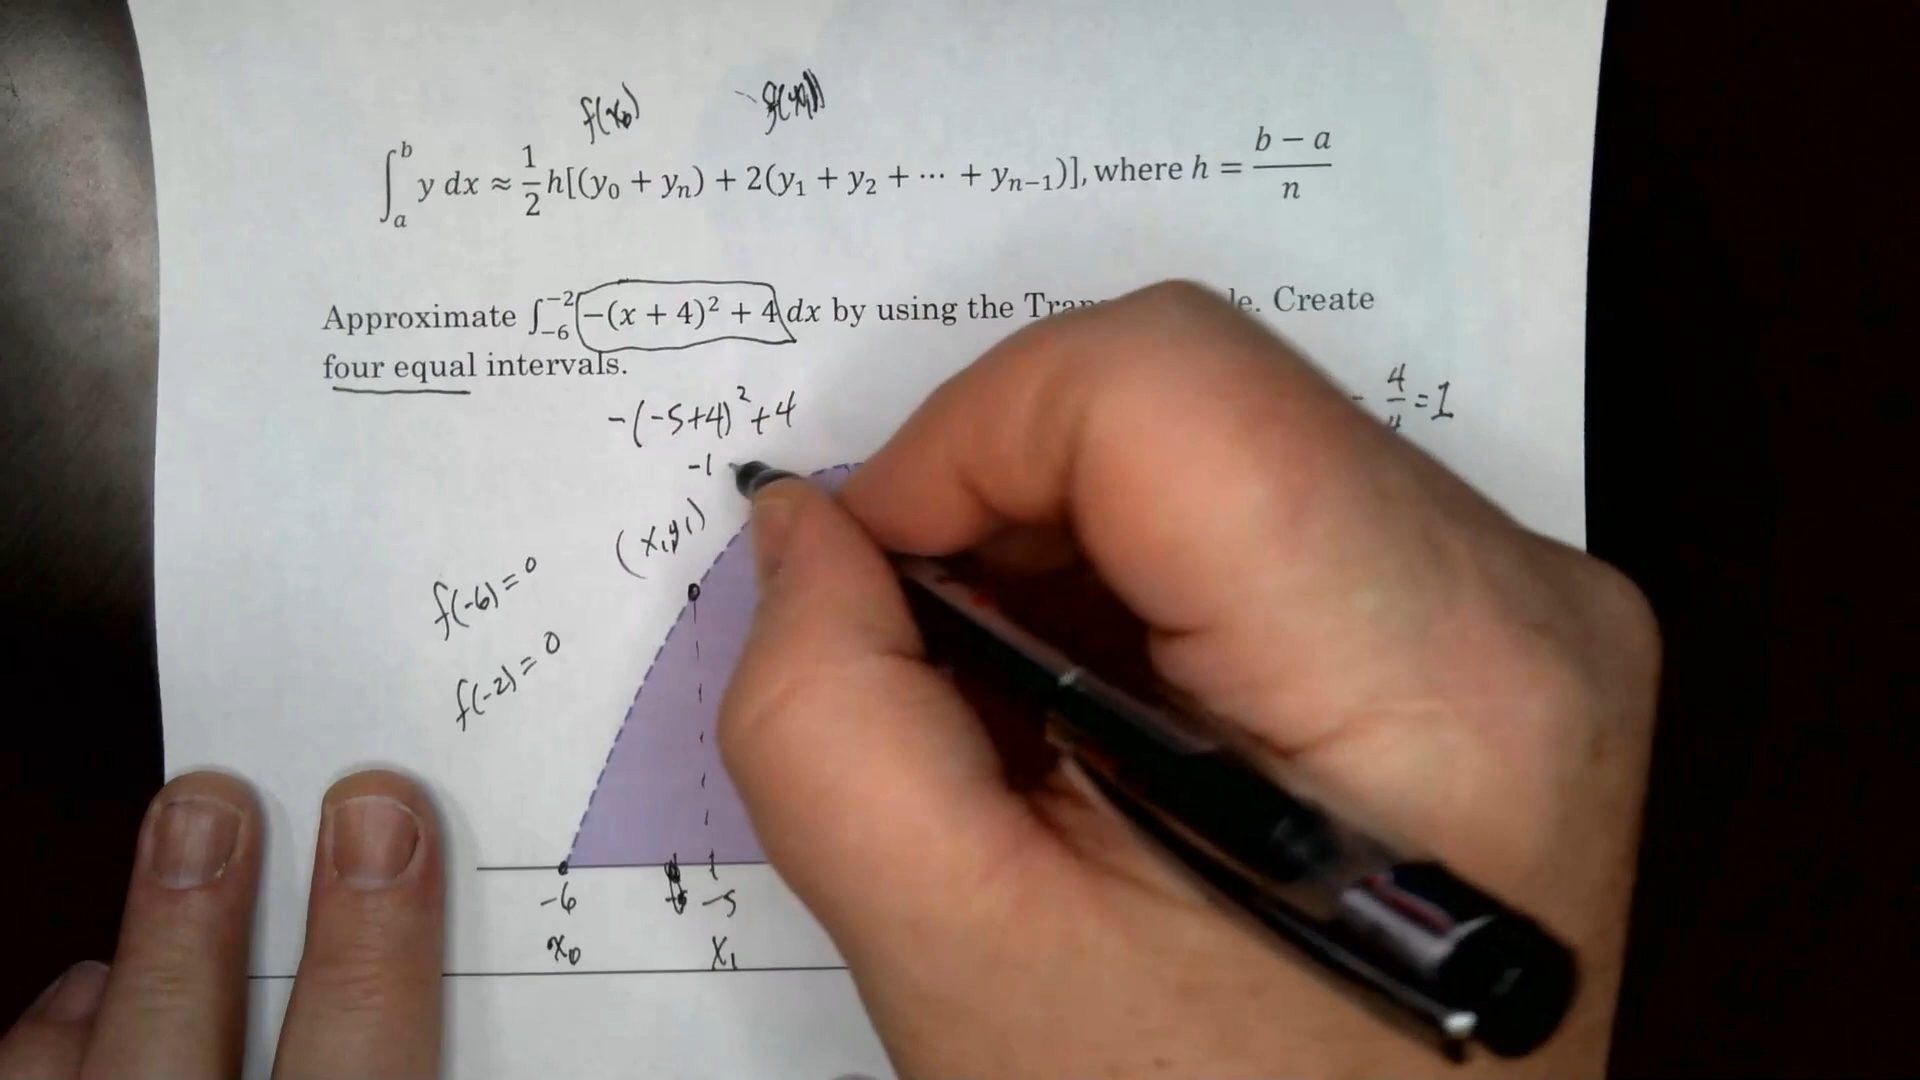 f(x₀)
∫ₐᵇ y dx ≈ ½h[(y₀ + yₙ) + 2(y₁ + y₂ + ⋯ + yₙ₋₁)], where h = (b − a)/n
Approximate ∫₋₆⁻² −(x + 4)² + 4 dx by using the e. Create
four equal intervals.
4/4 = 1
-(-5+4)² + 4
-1
(x₁y₁)
f(-6) = 0
f(-2) = 0
-6 -5
x₀ x₁